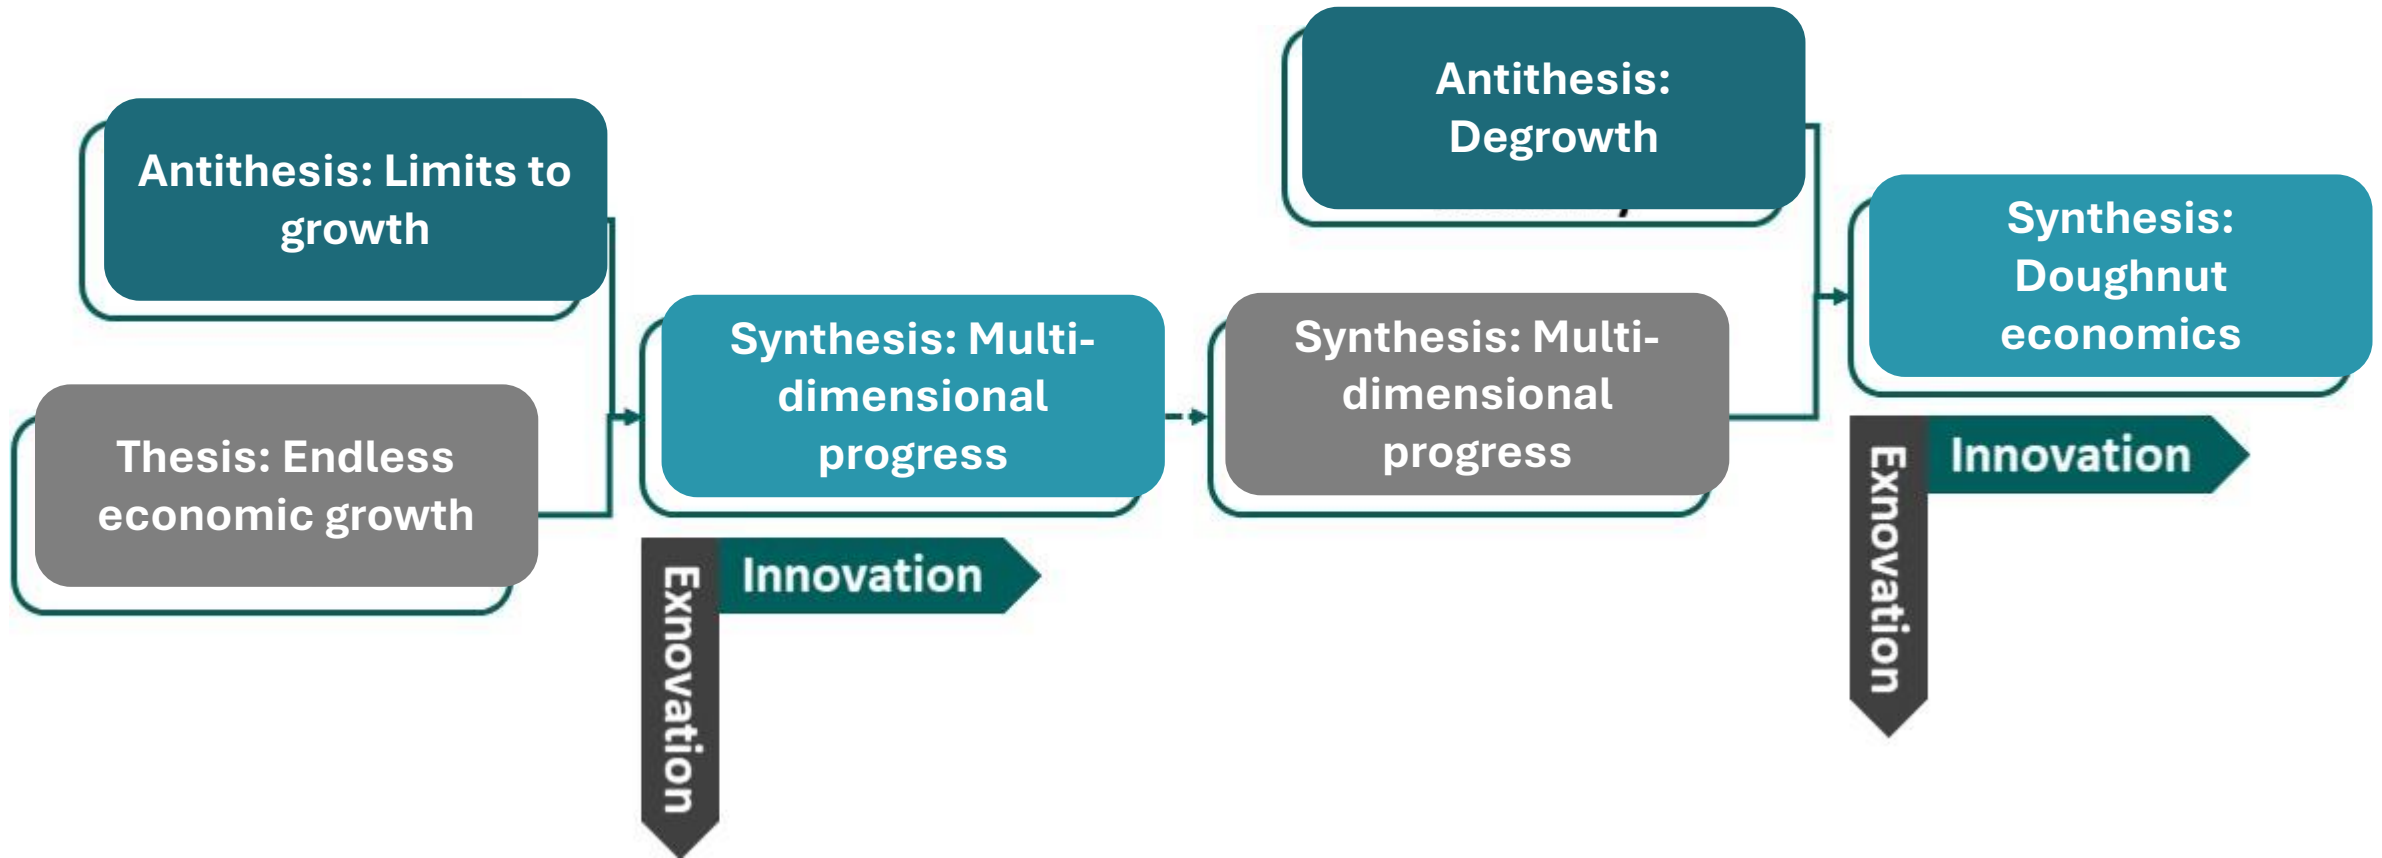 Antithesis: Limits to
growth
Thesis: Endless
economic growth
Synthesis: Multi-
dimensional
progress
Innovation
Exnovation
Antithesis:
Degrowth
Synthesis: Multi-
dimensional
progress
Synthesis:
Doughnut
economics
Innovation
Exnovation